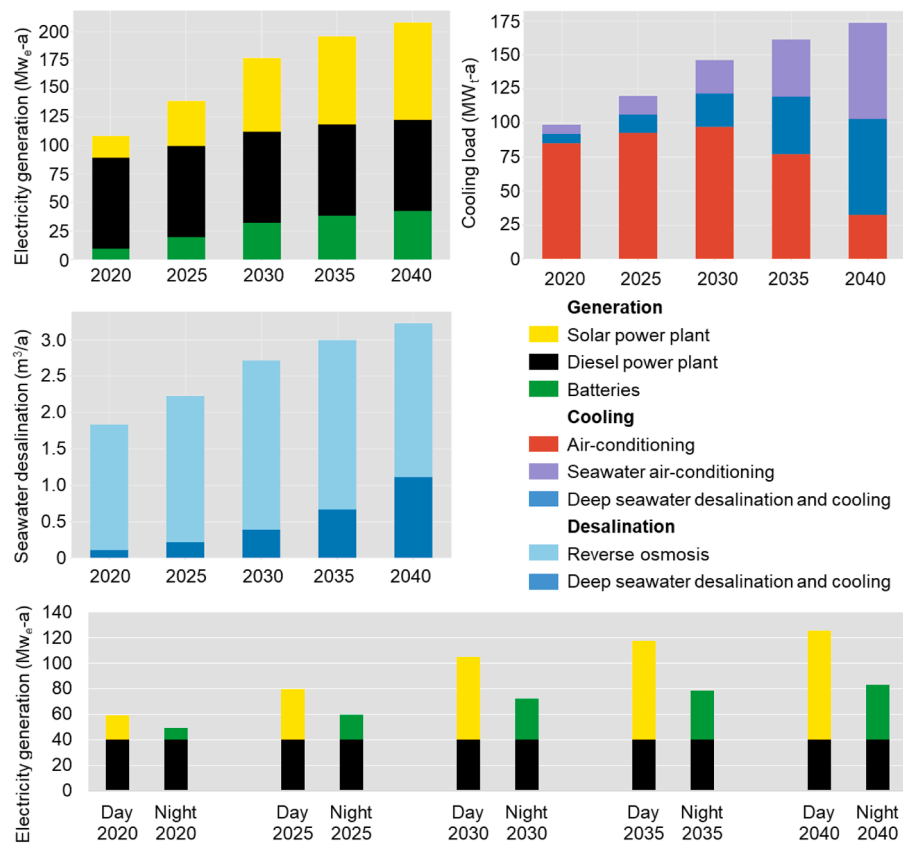 Electricity generation (Mwe-a)
200
175
150
125
100
75
50
25
0
2020 2025 2030 2035 2040
Cooling load (MWt-a)
175
150
125
100
75
50
25
0
2020 2025 2030 2035 2040
Seawater desalination (m³/a)
3.0
2.5
2.0
1.5
1.0
0.5
0
2020 2025 2030 2035 2040
Generation
Solar power plant
Diesel power plant
Batteries
Cooling
Air-conditioning
Seawater air-conditioning
Deep seawater desalination and cooling
Desalination
Reverse osmosis
Deep seawater desalination and cooling
Electricity generation (Mwe-a)
140
120
100
80
60
40
20
0
Day Night Day Night Day Night Day Night Day Night
2020 2020 2025 2025 2030 2030 2035 2035 2040 2040